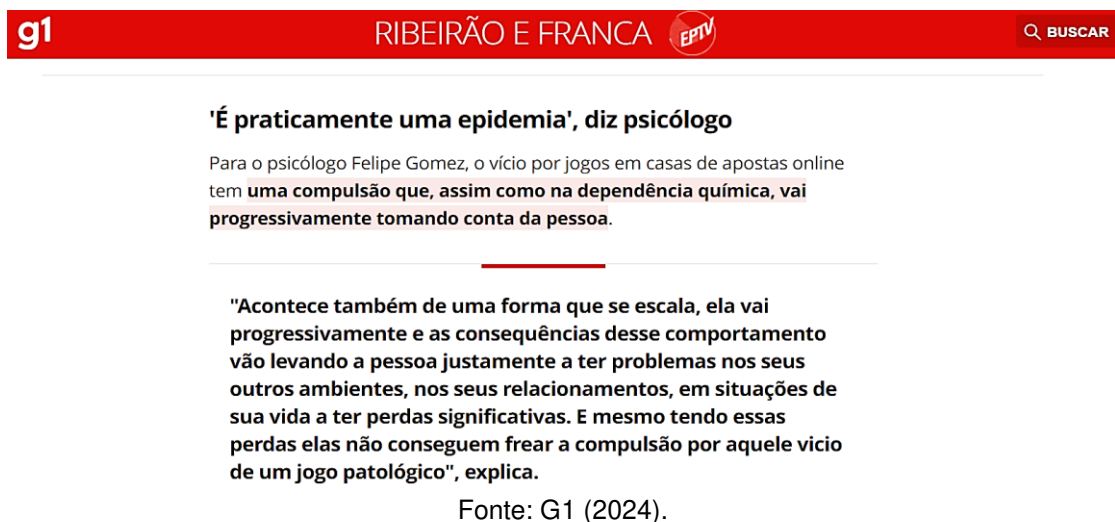 g1
RIBEIRÃO E FRANCA EPTV
BUSCAR
'É praticamente uma epidemia', diz psicólogo
Para o psicólogo Felipe Gomez, o vício por jogos em casas de apostas online
tem uma compulsão que, assim como na dependência química, vai
progressivamente tomando conta da pessoa.
"Acontece também de uma forma que se escala, ela vai
progressivamente e as consequências desse comportamento
vão levando a pessoa justamente a ter problemas nos seus
outros ambientes, nos seus relacionamentos, em situações de
sua vida a ter perdas significativas. E mesmo tendo essas
perdas elas não conseguem frear a compulsão por aquele vicio
de um jogo patológico", explica.
Fonte: G1 (2024).